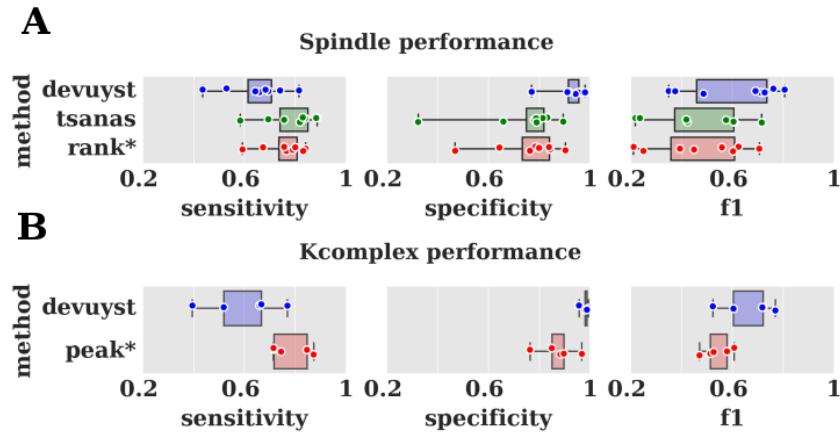 A
Spindle performance
method
devuyst
tsanas
rank*
0.2 0.6 1 0.2 0.6 1 0.2 0.6 1
sensitivity specificity f1
B
Kcomplex performance
method
devuyst
peak*
0.2 0.6 1 0.2 0.6 1 0.2 0.6 1
sensitivity specificity f1